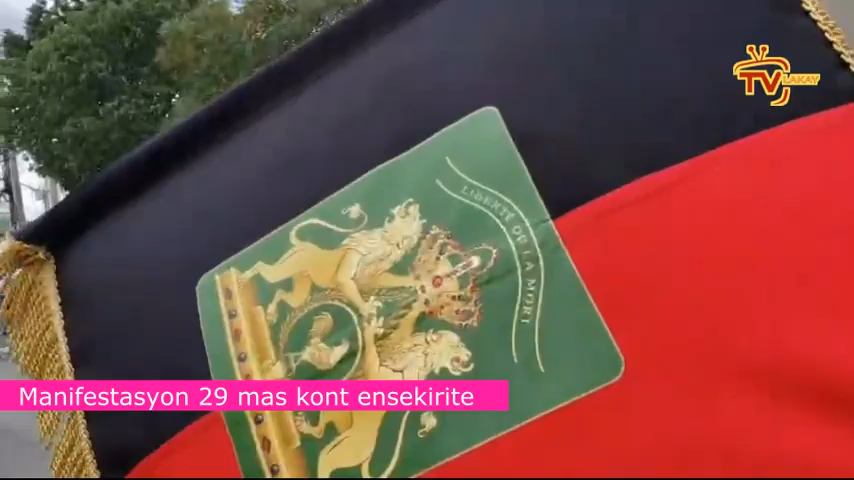 TV LAKAY
LIBERTÉ OU LA MORT
Manifestasyon 29 mas kont ensekirite